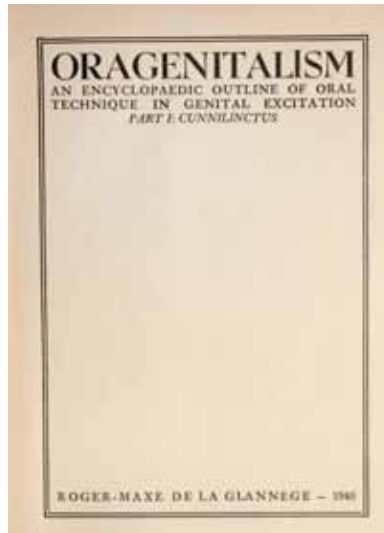 ORAGENITALISM
AN ENCYCLOPAEDIC OUTLINE OF ORAL
TECHNIQUE IN GENITAL EXCITATION
PART I: CUNNILINCTUS
ROGER-MAXE DE LA GLANNEGE – 1940